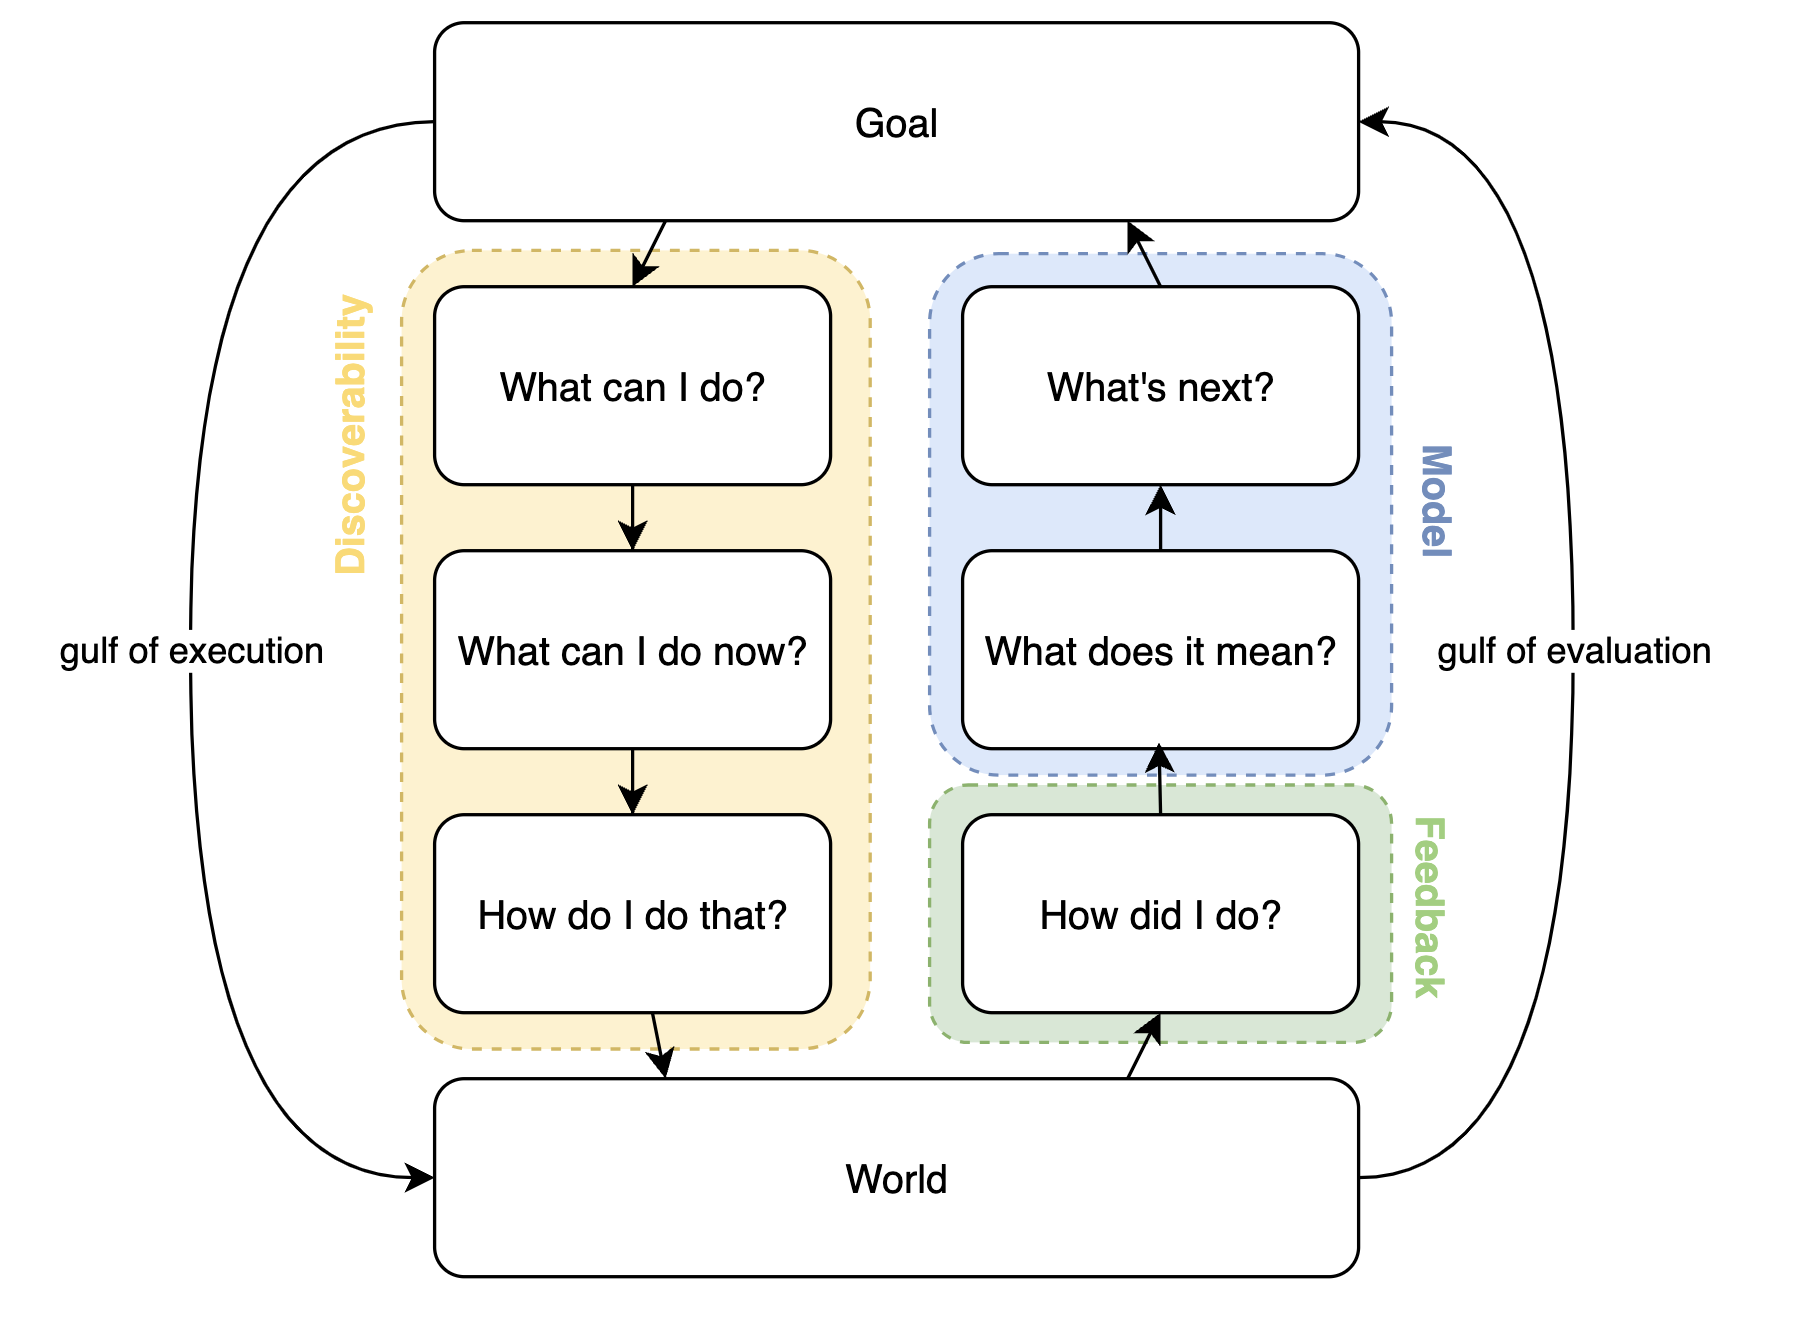 Goal
Discoverability
What can I do?
What's next?
Model
gulf of execution
What can I do now?
What does it mean?
gulf of evaluation
How do I do that?
How did I do?
Feedback
World